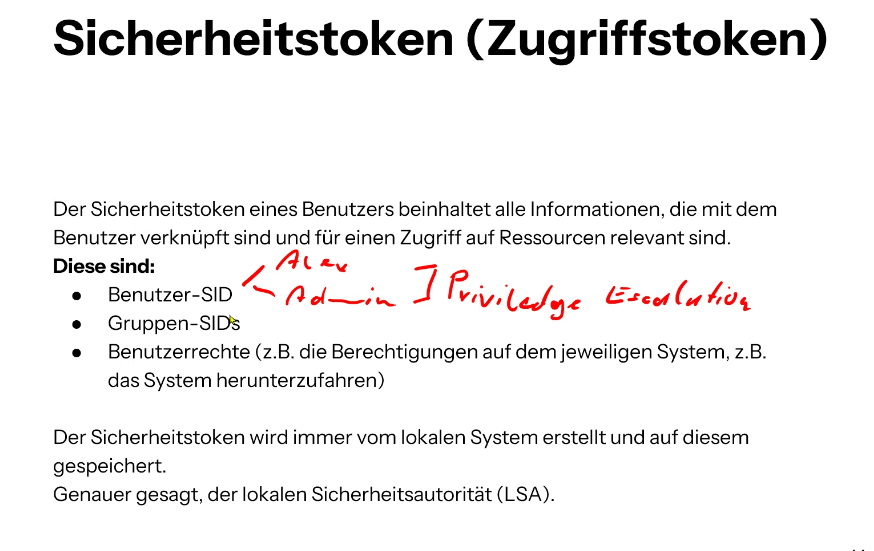 Sicherheitstoken (Zugriffstoken)
Der Sicherheitstoken eines Benutzers beinhaltet alle Informationen, die mit dem
Benutzer verknüpft sind und für einen Zugriff auf Ressourcen relevant sind.
Diese sind:
Alex
● Benutzer-SID
Admin ] Priviledge Escalation
● Gruppen-SIDs
● Benutzerrechte (z.B. die Berechtigungen auf dem jeweiligen System, z.B.
das System herunterzufahren)
Der Sicherheitstoken wird immer vom lokalen System erstellt und auf diesem
gespeichert.
Genauer gesagt, der lokalen Sicherheitsautorität (LSA).